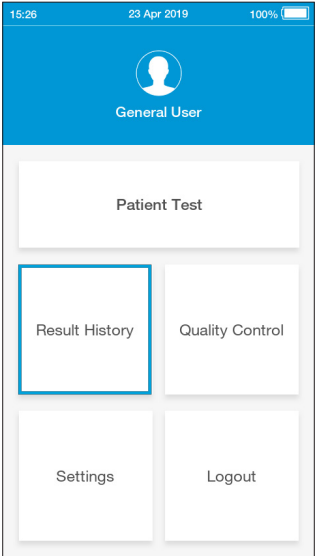 15:26 23 Apr 2019 100%
General User
Patient Test
Result History Quality Control
Settings Logout